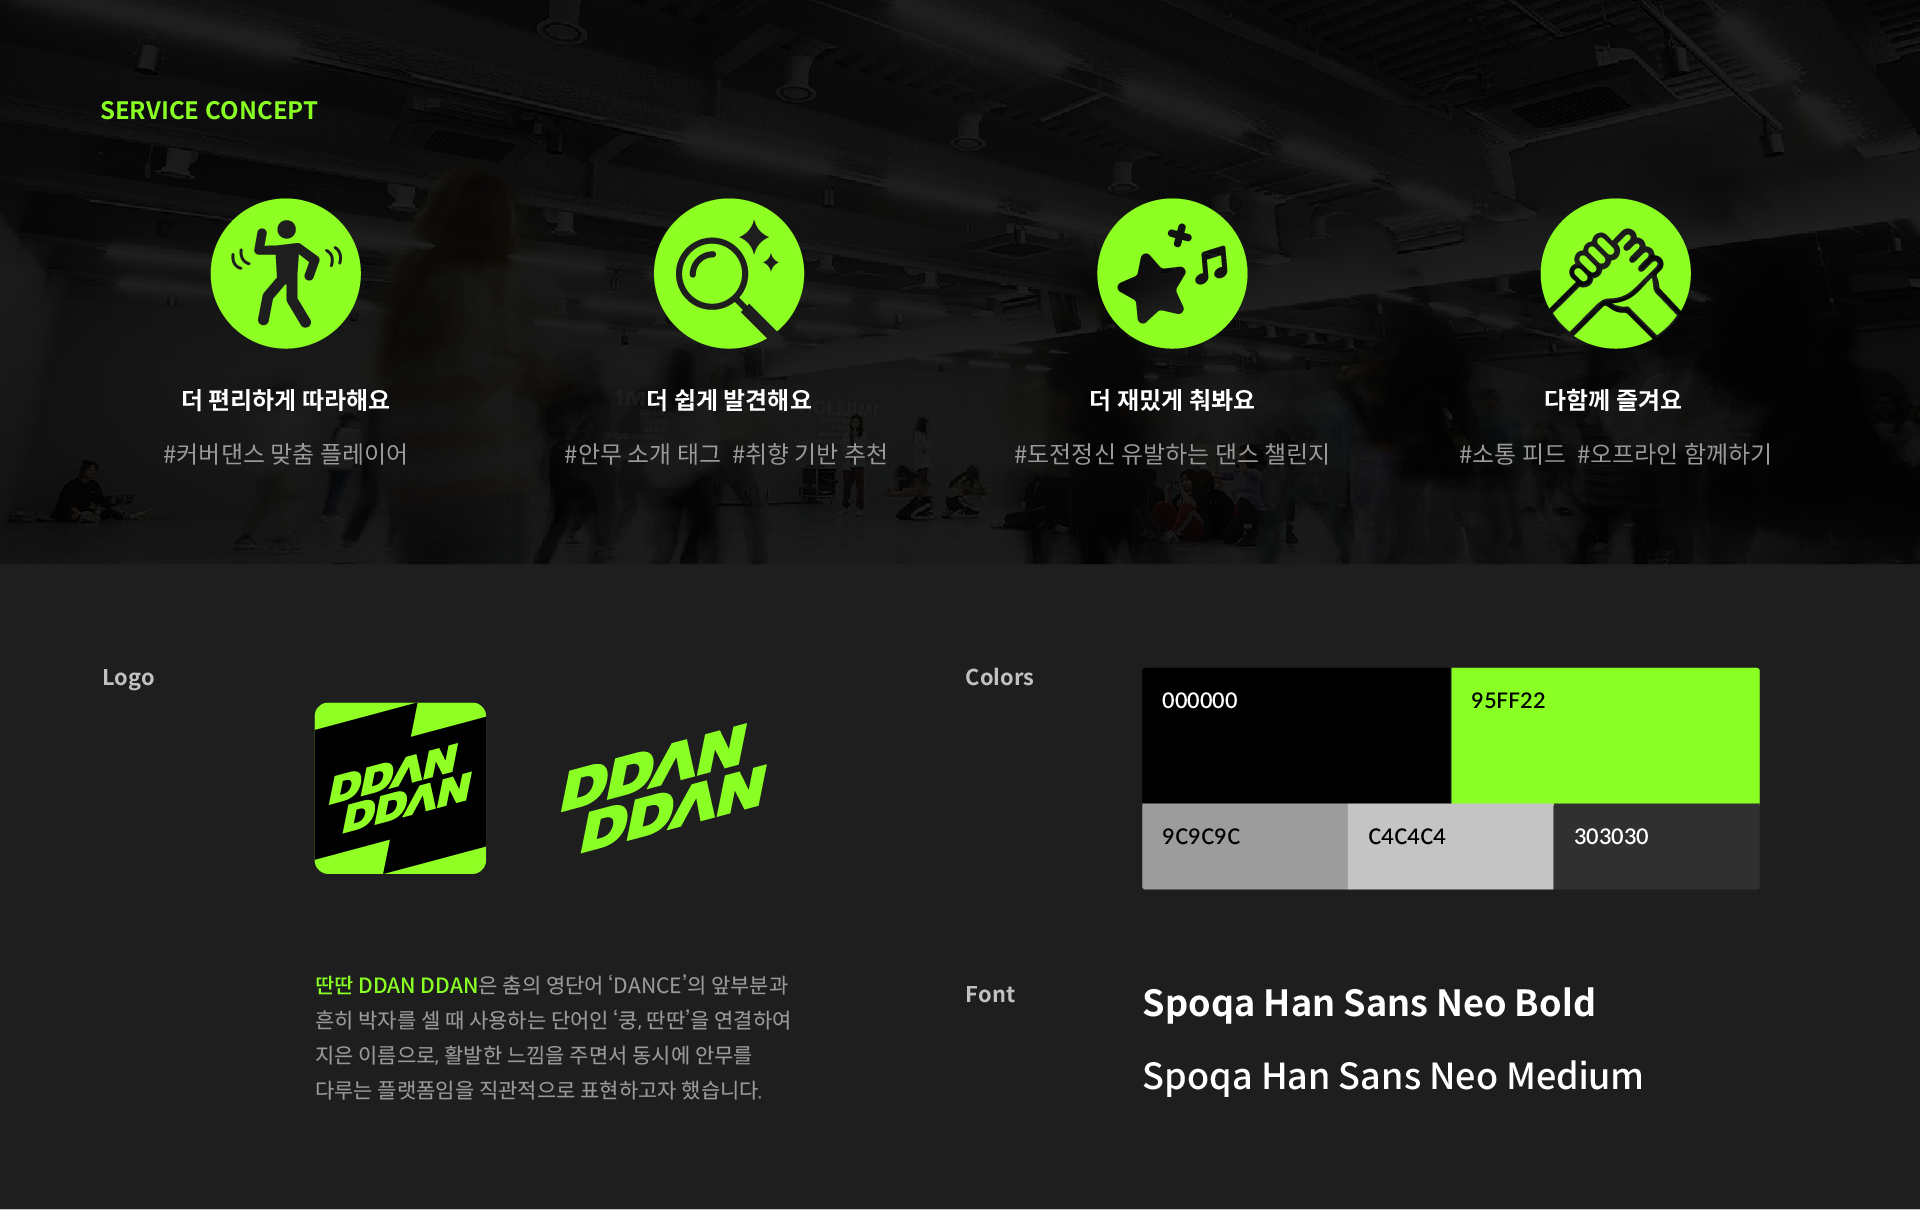 SERVICE CONCEPT
더 편리하게 따라해요
#커버댄스 맞춤 플레이어
더 쉽게 발견해요
#안무 소개 태그 #취향 기반 추천
더 재밌게 춰봐요
#도전정신 유발하는 댄스 챌린지
다함께 즐겨요
#소통 피드 #오프라인 함께하기
Logo
DDAN
DDAN
DDAN
DDAN
딴딴 DDAN DDAN은 춤의 영단어 ‘DANCE’의 앞부분과
흔히 박자를 셀 때 사용하는 단어인 ‘쿵, 딴딴’을 연결하여
지은 이름으로, 활발한 느낌을 주면서 동시에 안무를
다루는 플랫폼임을 직관적으로 표현하고자 했습니다.
Colors
000000
95FF22
9C9C9C
C4C4C4
303030
Font
Spoqa Han Sans Neo Bold
Spoqa Han Sans Neo Medium